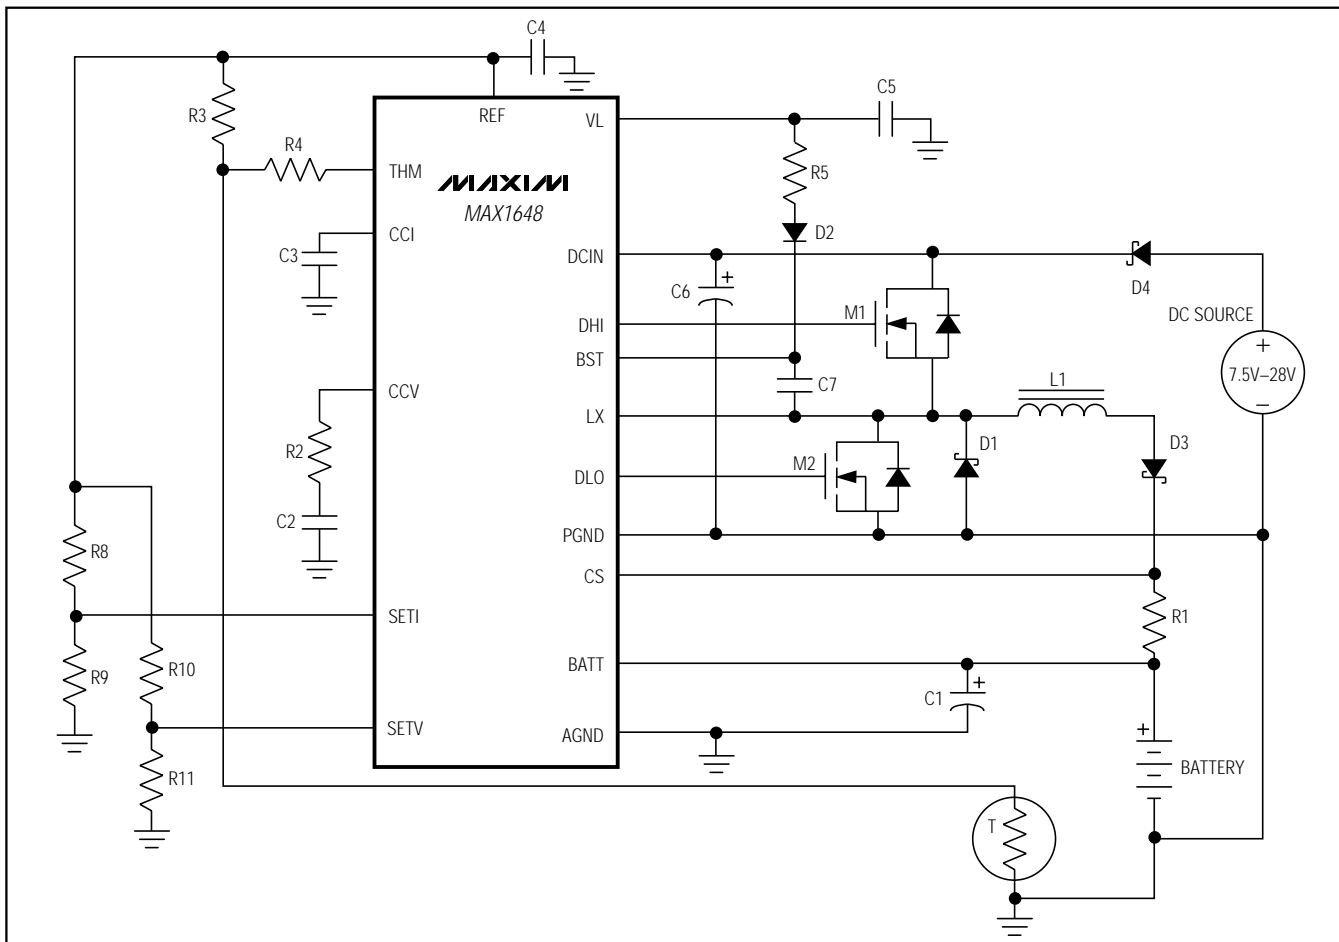 C4
C5
R3
REF
VL
R4
THM
R5
MAXIM
MAX1648
CCI
D2
C3
DCIN
D4
C6
+
M1
DC SOURCE
DHI
+
7.5V–28V
–
BST
C7
L1
CCV
LX
D1
D3
R2
M2
DLO
C2
PGND
R8
CS
SETI
R1
R9
R10
BATT
+
C1
SETV
AGND
+
R11
BATTERY
T